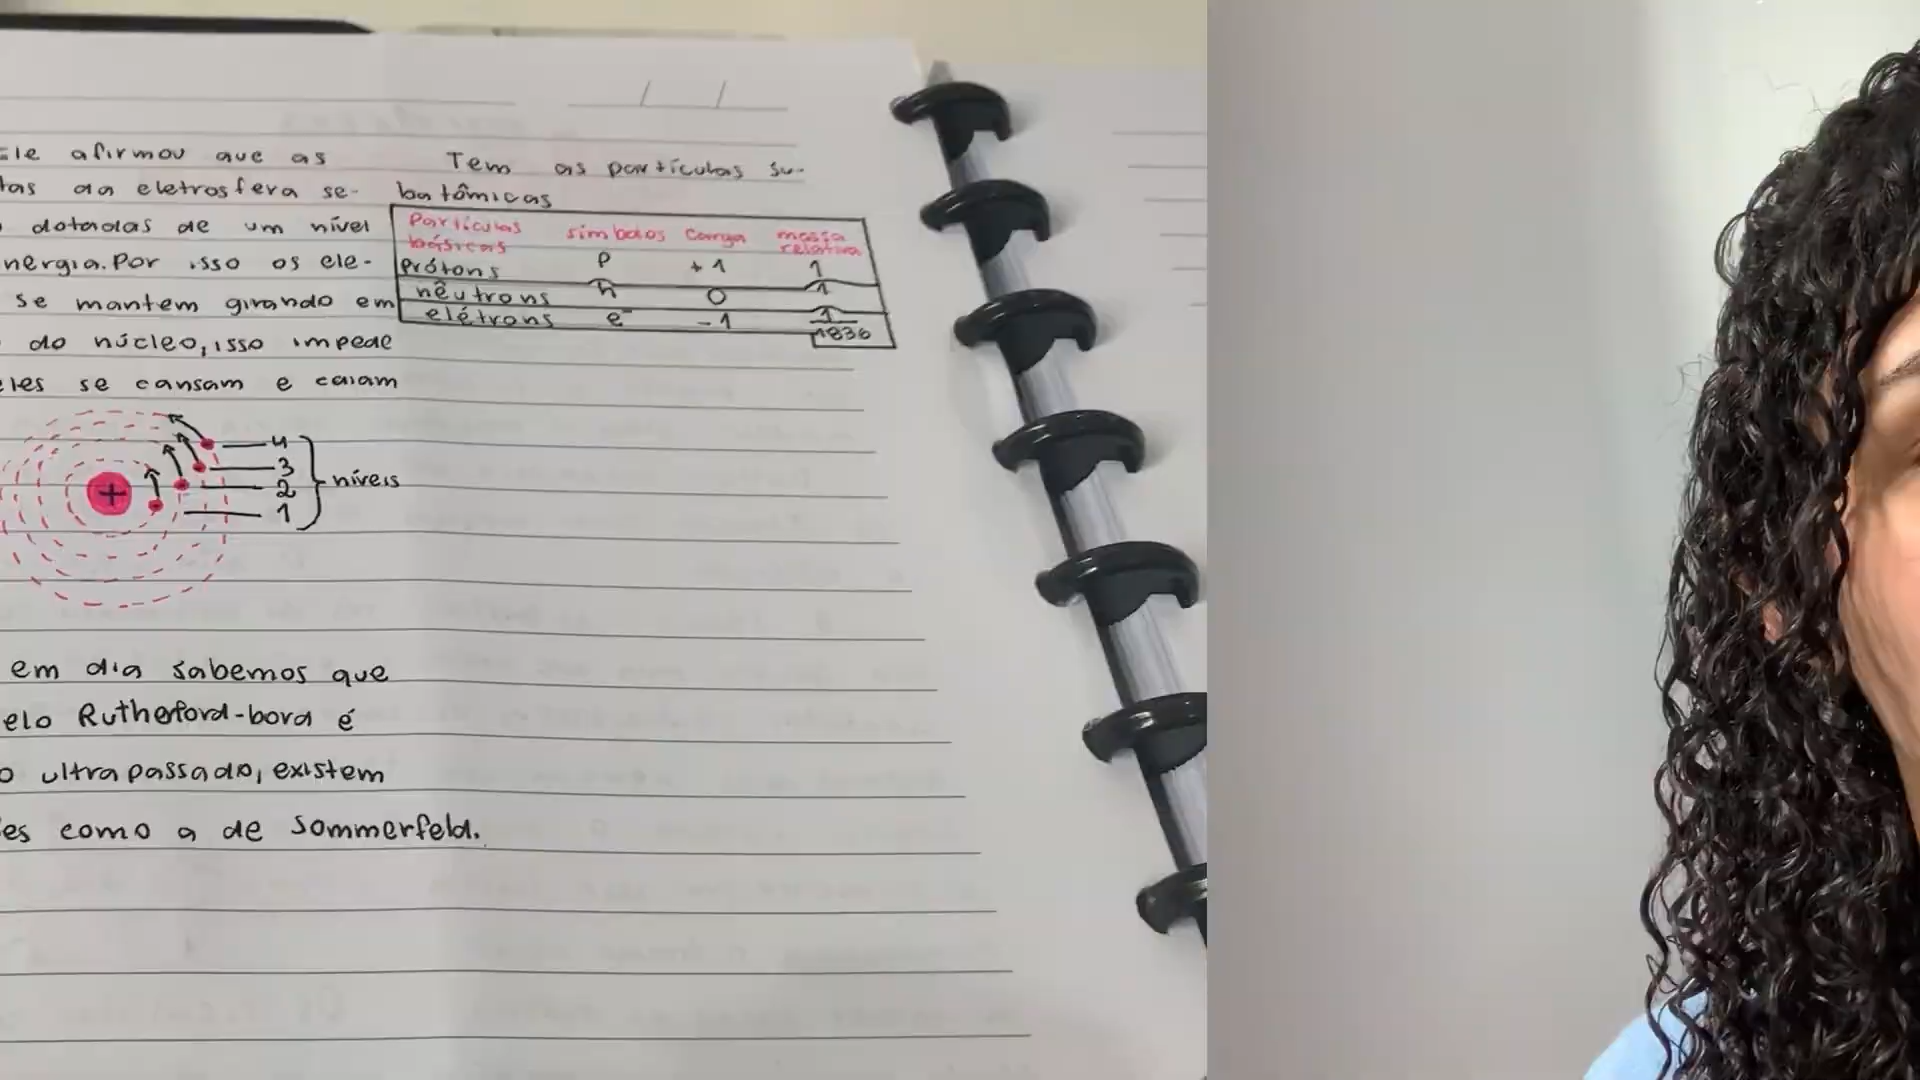 Ele afirmou que as
tas da eletrosfera se-
dotadas de um nível
nergia. Por isso os ele-
se mantem girando em
do núcleo, isso impede
eles se cansam e caiam
4
3
2
1
níveis
+
em dia sabemos que
elo Rutherford-bord é
o ultrapassado, existem
es como a de Sommerfeld.
/ /
Tem as partículas su-
batômicas
Partículas básicas símbolos carga massa relativa
Prótons P +1 1
nêutrons n 0 1
elétrons e⁻ -1 1/1836